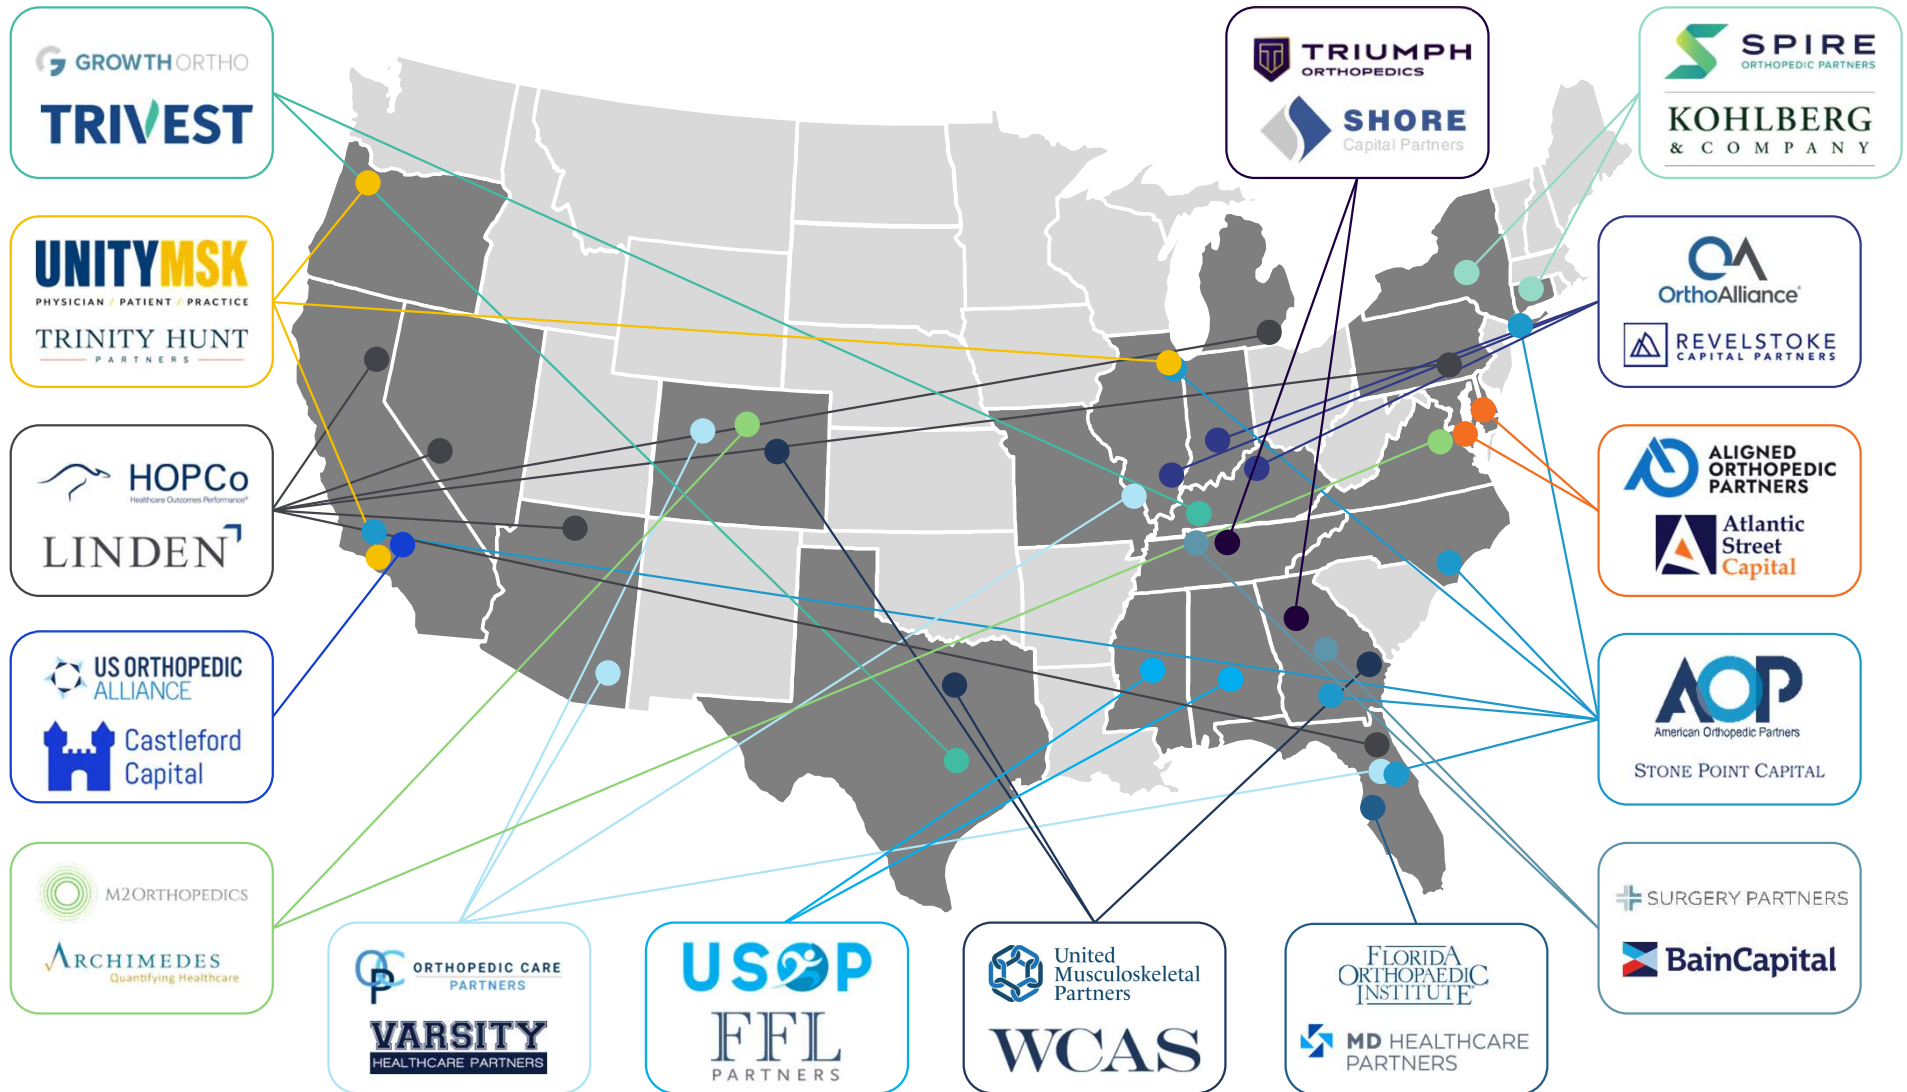 GROWTHORTHO
TRIVEST
UNITYMSK
PHYSICIAN / PATIENT / PRACTICE
TRINITY HUNT
PARTNERS
HOPCo
Healthcare Outcomes Performance®
LINDEN
US ORTHOPEDIC
ALLIANCE
Castleford
Capital
M2ORTHOPEDICS
ARCHIMEDES
Quantifying Healthcare
OCP
ORTHOPEDIC CARE
PARTNERS
VARSITY
HEALTHCARE PARTNERS
USOP
FFL
PARTNERS
United
Musculoskeletal
Partners
WCAS
FLORIDA
ORTHOPAEDIC
INSTITUTE®
MD HEALTHCARE
PARTNERS
TRIUMPH
ORTHOPEDICS
SHORE
Capital Partners
SPIRE
ORTHOPEDIC PARTNERS
KOHLBERG
& COMPANY
OA
OrthoAlliance®
REVELSTOKE
CAPITAL PARTNERS
ALIGNED
ORTHOPEDIC
PARTNERS
Atlantic
Street
Capital
AOP
American Orthopedic Partners
STONE POINT CAPITAL
SURGERY PARTNERS
BainCapital